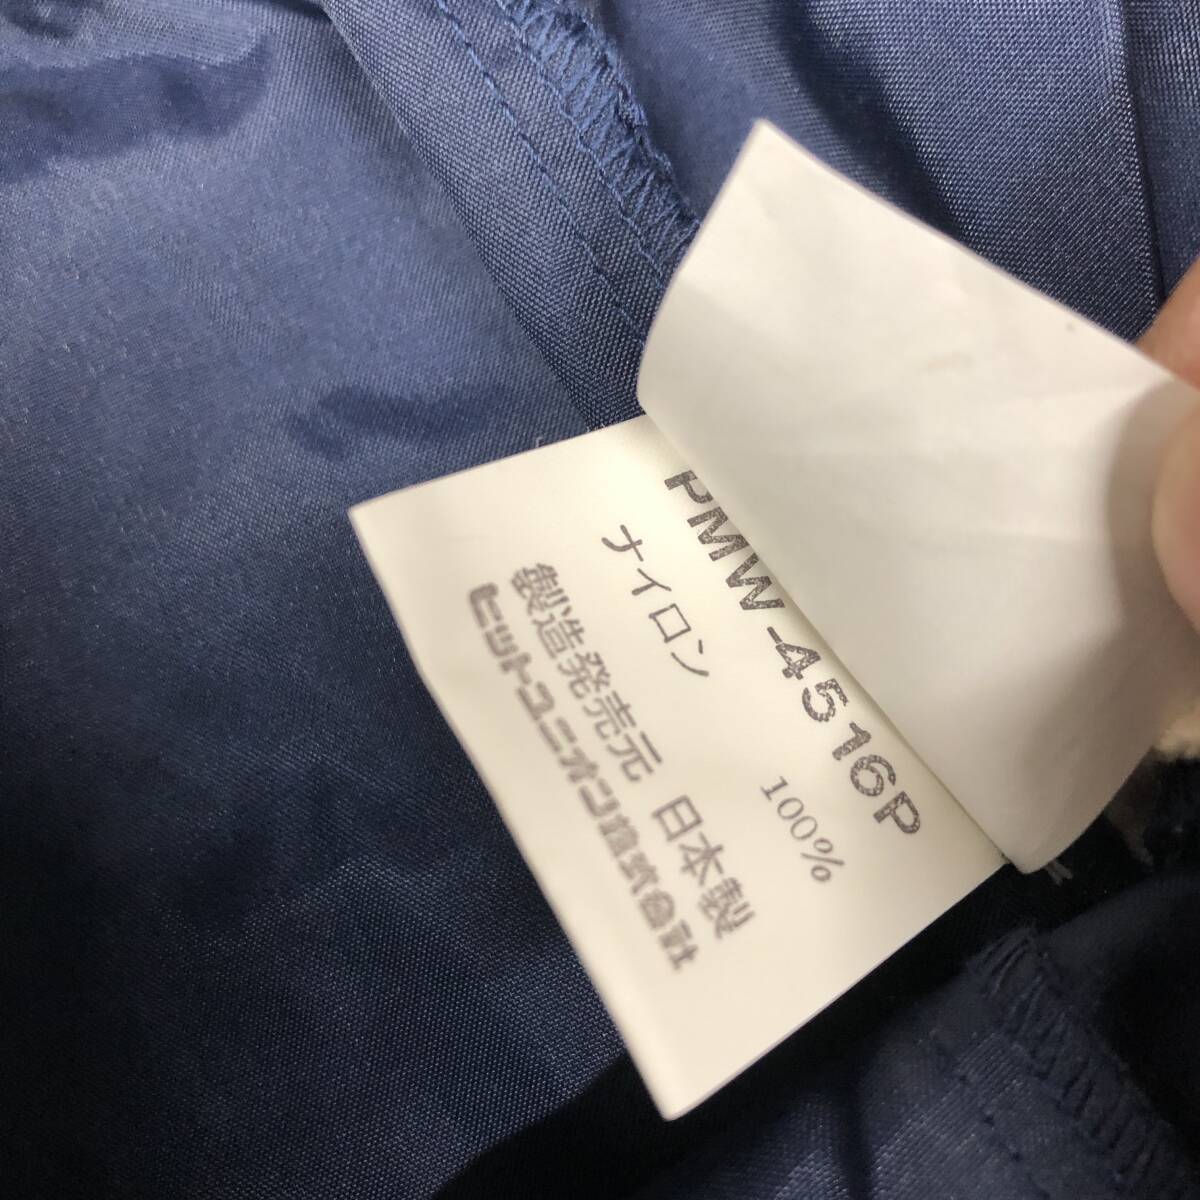 PMW-4516P
ナイロン 100%
製造発売元 日本製
ヒットユニオン株式会社